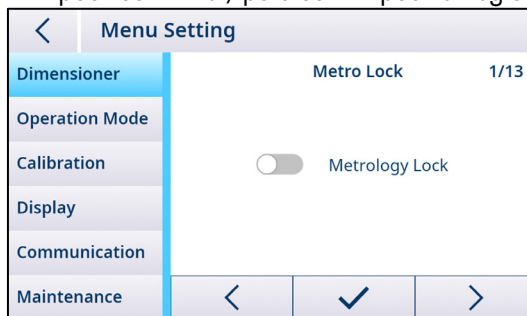 Menu Setting
Dimensioner
Metro Lock 1/13
Operation Mode
Calibration
Metrology Lock
Display
Communication
Maintenance